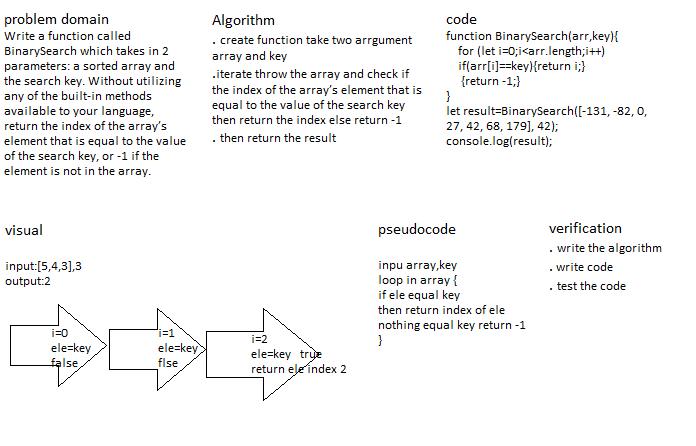 problem domain
Write a function called
BinarySearch which takes in 2
parameters: a sorted array and
the search key. Without utilizing
any of the built-in methods
available to your language,
return the index of the array's
element that is equal to the value
of the search key, or -1 if the
element is not in the array.
Algorithm
. create function take two arrgument
array and key
.iterate throw the array and check if
the index of the array's element that is
equal to the value of the search key
then return the index else return -1
. then return the result
code
function BinarySearch(arr,key){
for (let i=0;i<arr.length;i++)
if(arr[i]==key){return i;}
{return -1;}
}
let result=BinarySearch([-131, -82, 0,
27, 42, 68, 179], 42);
console.log(result);
visual
input:[5,4,3],3
output:2
i=0
ele=key
false
i=1
ele=key
flse
i=2
ele=key true
return ele index 2
pseudocode
inpu array,key
loop in array {
if ele equal key
then return index of ele
nothing equal key return -1
}
verification
. write the algorithm
. write code
. test the code